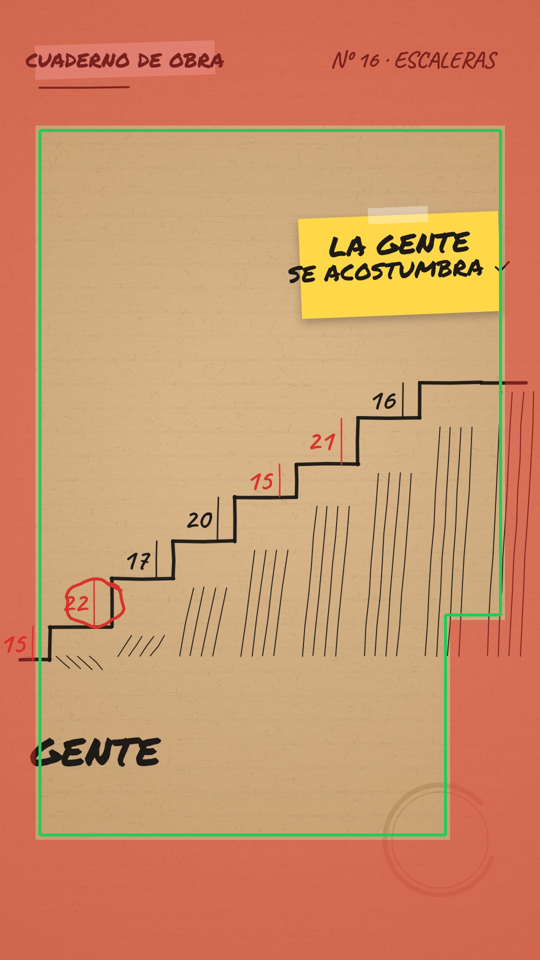 CUADERNO DE OBRA
Nº 16 · ESCALERAS
LA GENTE
SE ACOSTUMBRA ✓
16
21
15
20
17
22
15
GENTE